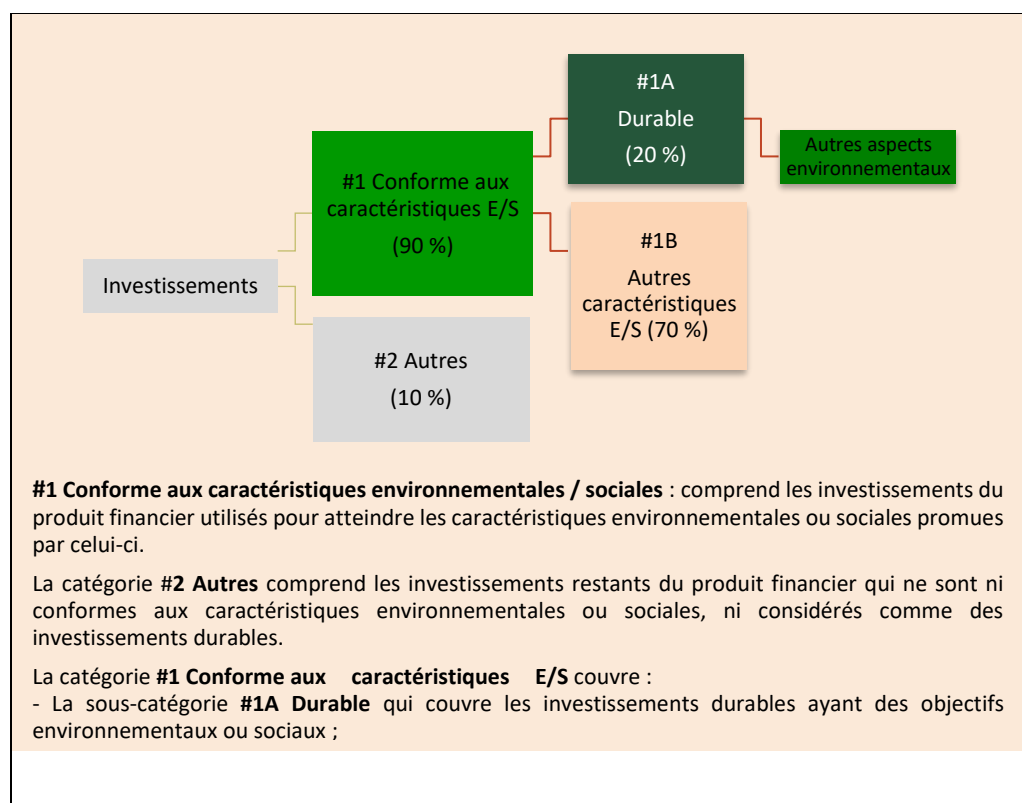 #1A
Durable
(20 %)
Autres aspects
environnementaux
#1 Conforme aux
caractéristiques E/S
(90 %)
#1B
Autres
caractéristiques
E/S (70 %)
Investissements
#2 Autres
(10 %)
#1 Conforme aux caractéristiques environnementales / sociales : comprend les investissements du
produit financier utilisés pour atteindre les caractéristiques environnementales ou sociales promues
par celui-ci.
La catégorie #2 Autres comprend les investissements restants du produit financier qui ne sont ni
conformes aux caractéristiques environnementales ou sociales, ni considérés comme des
investissements durables.
La catégorie #1 Conforme aux caractéristiques E/S couvre :
- La sous-catégorie #1A Durable qui couvre les investissements durables ayant des objectifs
environnementaux ou sociaux ;